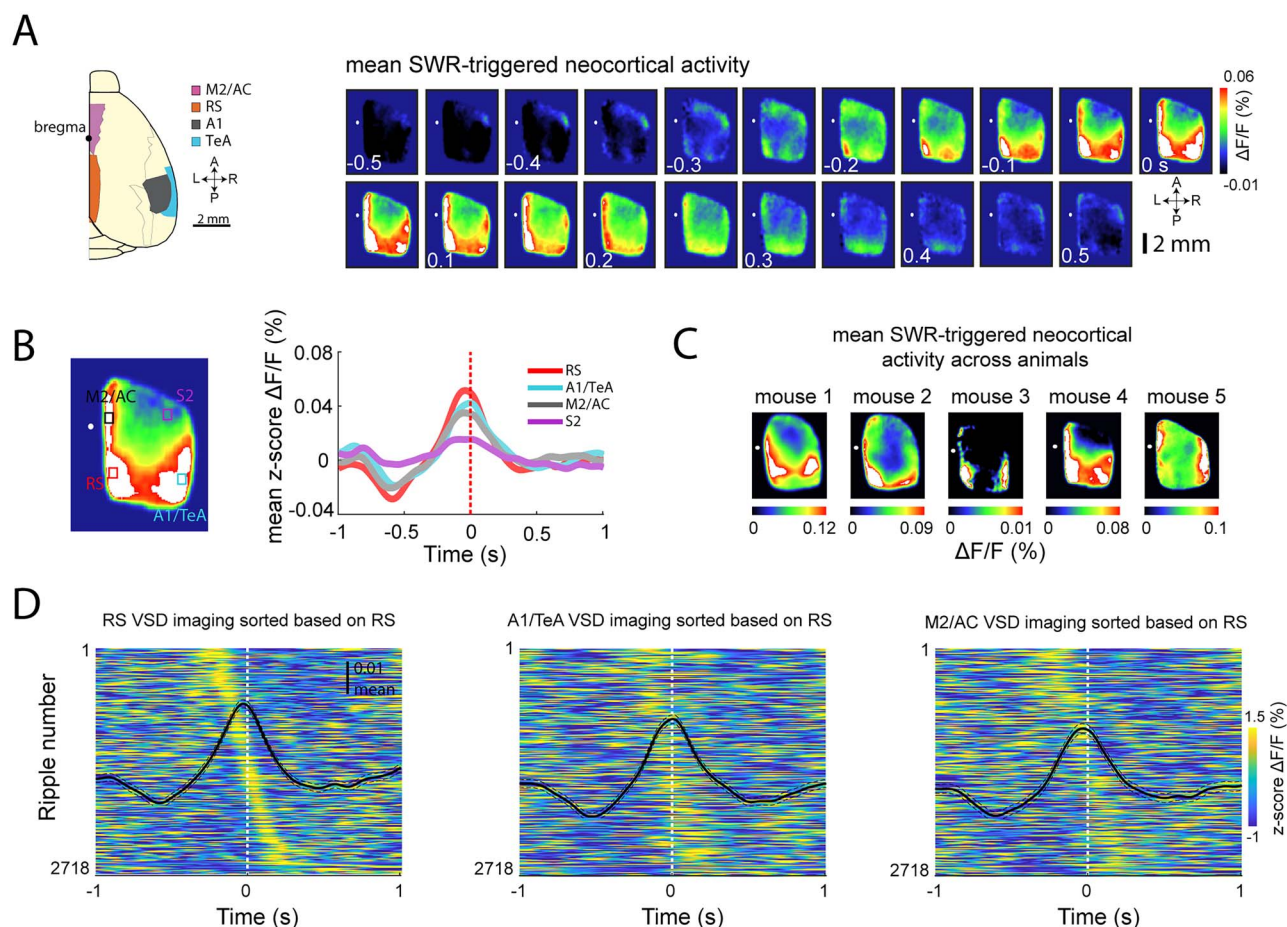 A
M2/AC
RS
A1
TeA
bregma
A
L R
P
2 mm
mean SWR-triggered neocortical activity
-0.5
-0.4
-0.3
-0.2
-0.1
0 s
0.1
0.2
0.3
0.4
0.5
0.06
ΔF/F (%)
-0.01
A
L R
P
2 mm
B
M2/AC
S2
RS
A1/TeA
mean z-score ΔF/F (%)
0.08
0.04
0
-0.04
-1 -0.5 0 0.5 1
Time (s)
RS
A1/TeA
M2/AC
S2
C
mean SWR-triggered neocortical
activity across animals
mouse 1 mouse 2 mouse 3 mouse 4 mouse 5
0 0.12 0 0.09 0 0.01 0 0.08 0 0.1
ΔF/F (%)
D
RS VSD imaging sorted based on RS
Ripple number
1
2718
0.01
mean
-1 0 1
Time (s)
A1/TeA VSD imaging sorted based on RS
1
2718
-1 0 1
Time (s)
M2/AC VSD imaging sorted based on RS
1
2718
-1 0 1
Time (s)
1.5
z-score ΔF/F (%)
-1